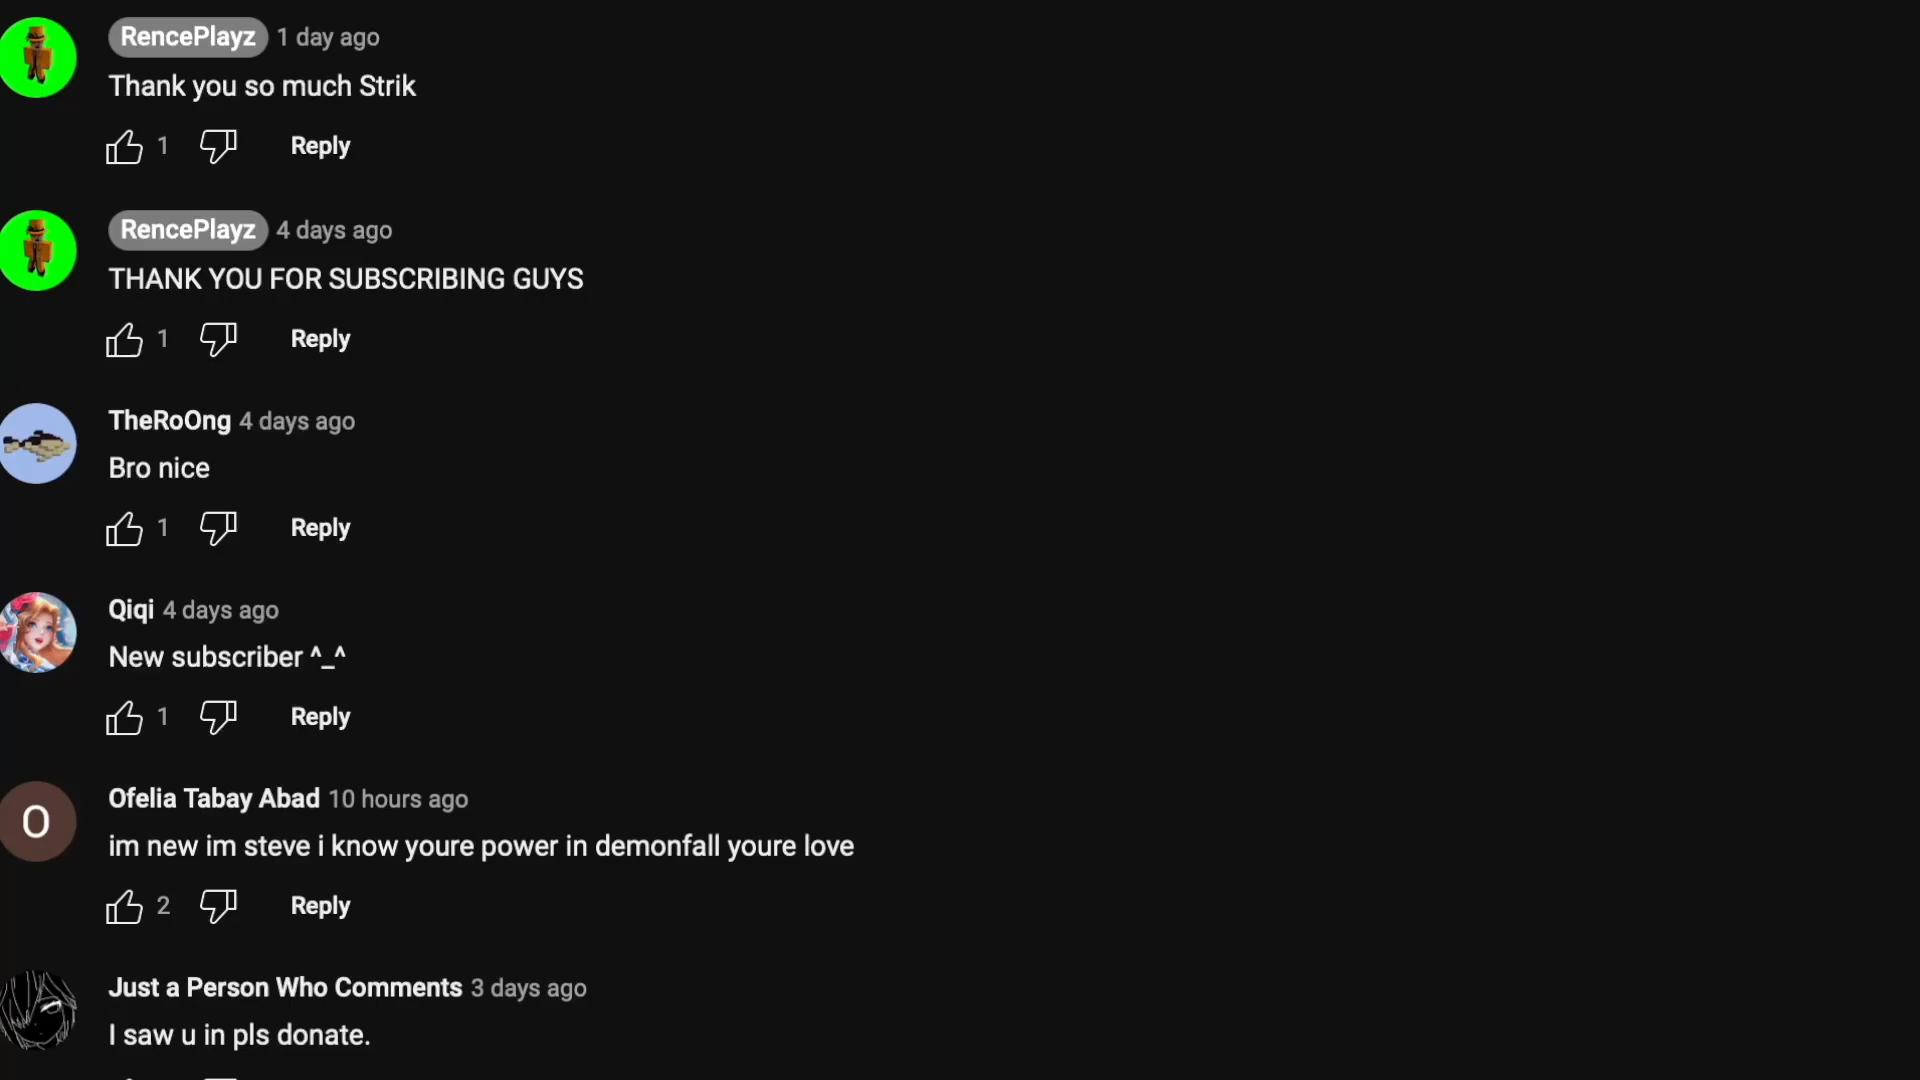 RencePlayz 1 day ago
Thank you so much Strik
1 Reply
RencePlayz 4 days ago
THANK YOU FOR SUBSCRIBING GUYS
1 Reply
TheRoOng 4 days ago
Bro nice
1 Reply
Qiqi 4 days ago
New subscriber ^_^
1 Reply
O
Ofelia Tabay Abad 10 hours ago
im new im steve i know youre power in demonfall youre love
2 Reply
Just a Person Who Comments 3 days ago
I saw u in pls donate.